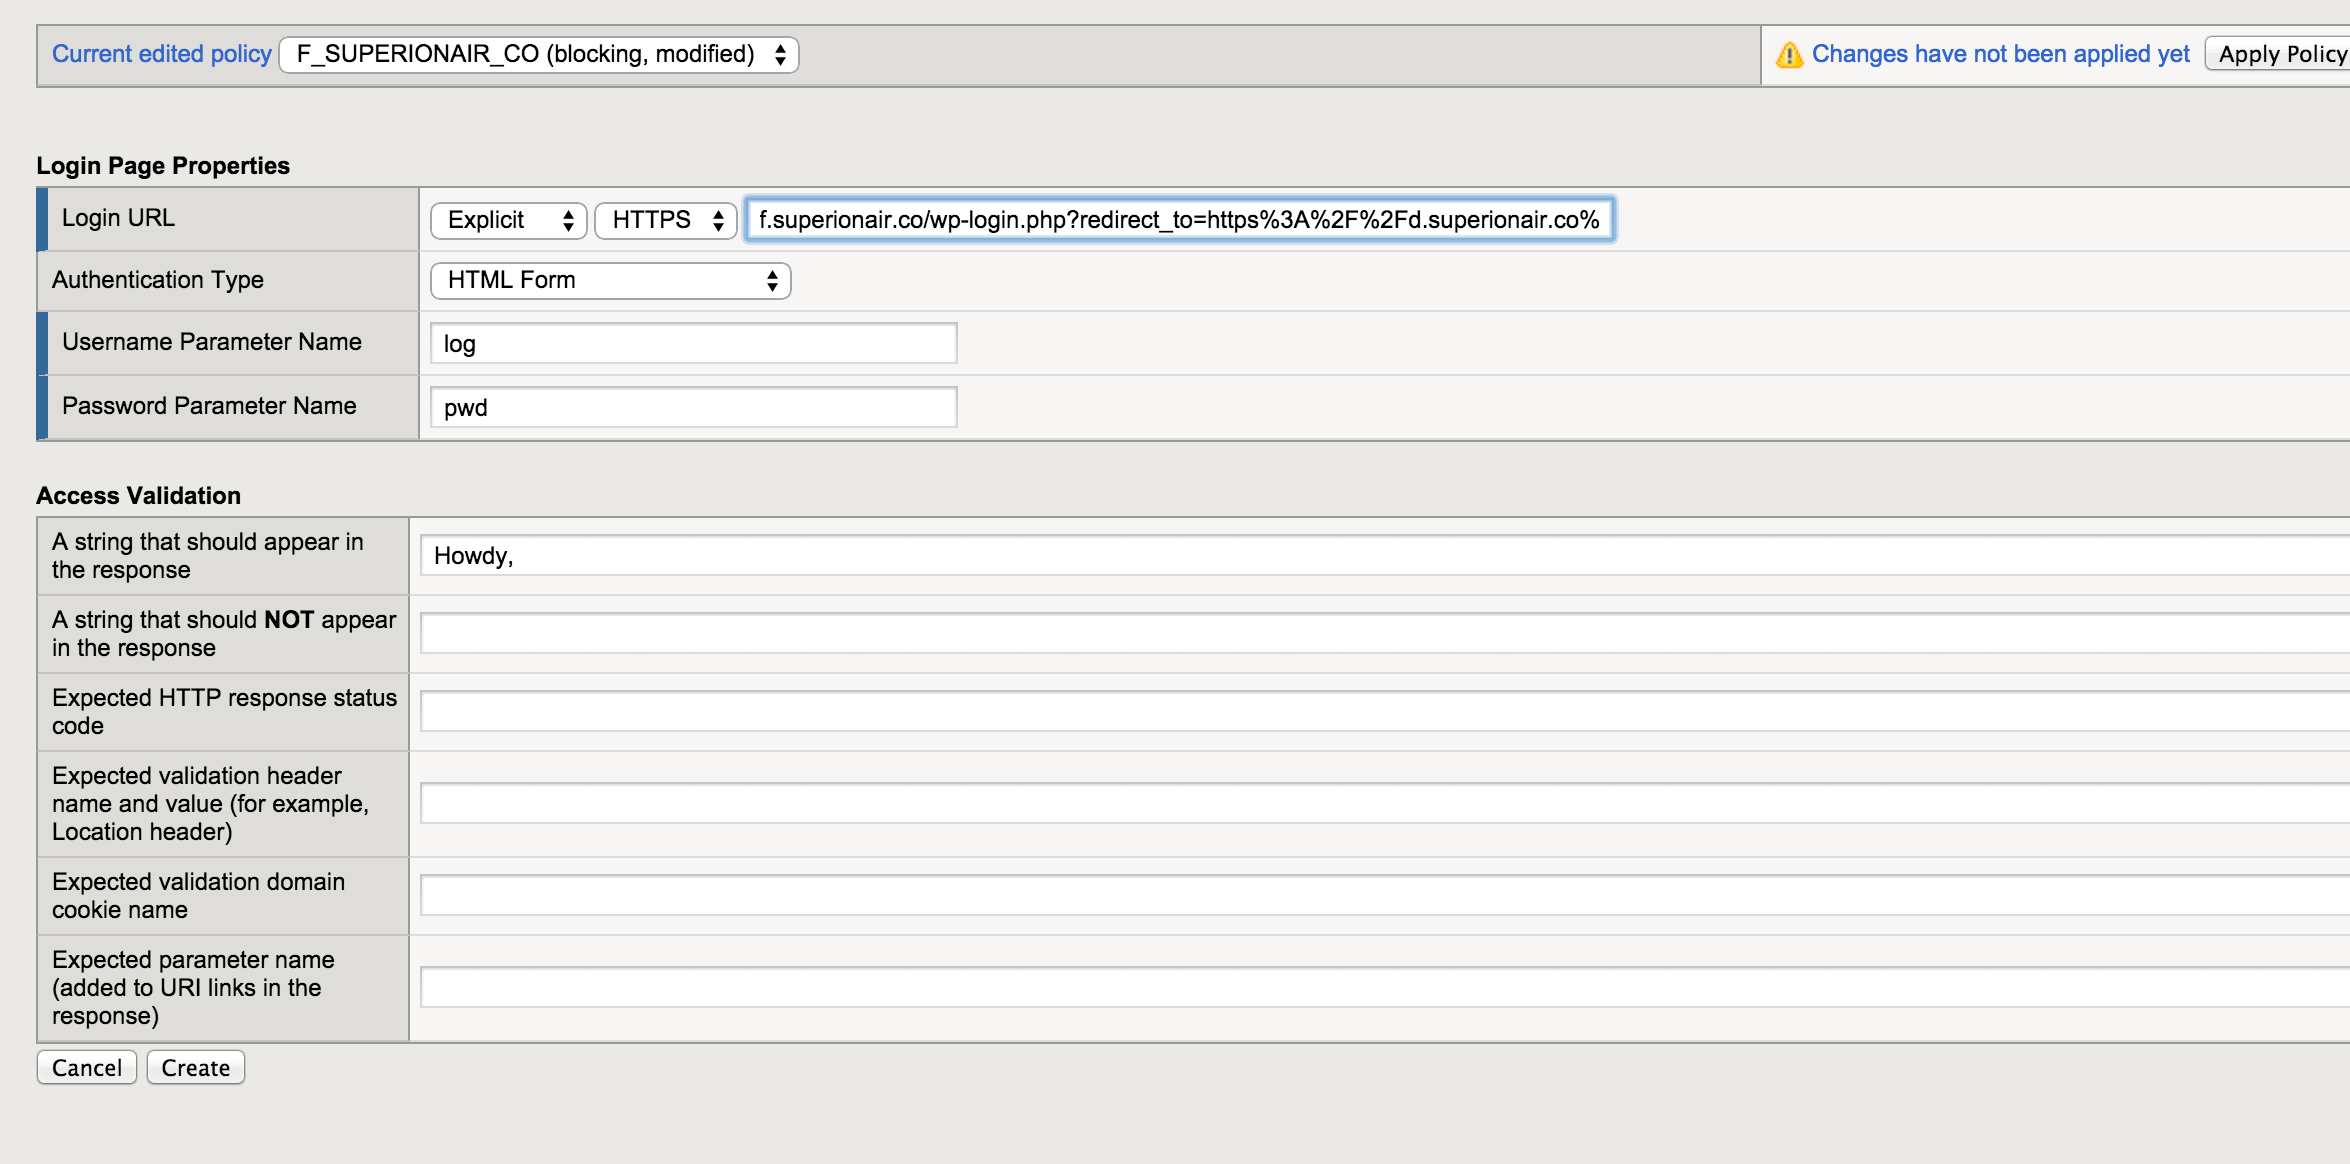 Current edited policy F_SUPERIONAIR_CO (blocking, modified) Changes have not been applied yet Apply Policy
Login Page Properties
Login URL Explicit HTTPS f.superionair.co/wp-login.php?redirect_to=https%3A%2F%2Fd.superionair.co%
Authentication Type HTML Form
Username Parameter Name log
Password Parameter Name pwd
Access Validation
A string that should appear in
the response
Howdy,
A string that should NOT appear
in the response
Expected HTTP response status
code
Expected validation header
name and value (for example,
Location header)
Expected validation domain
cookie name
Expected parameter name
(added to URI links in the
response)
Cancel Create